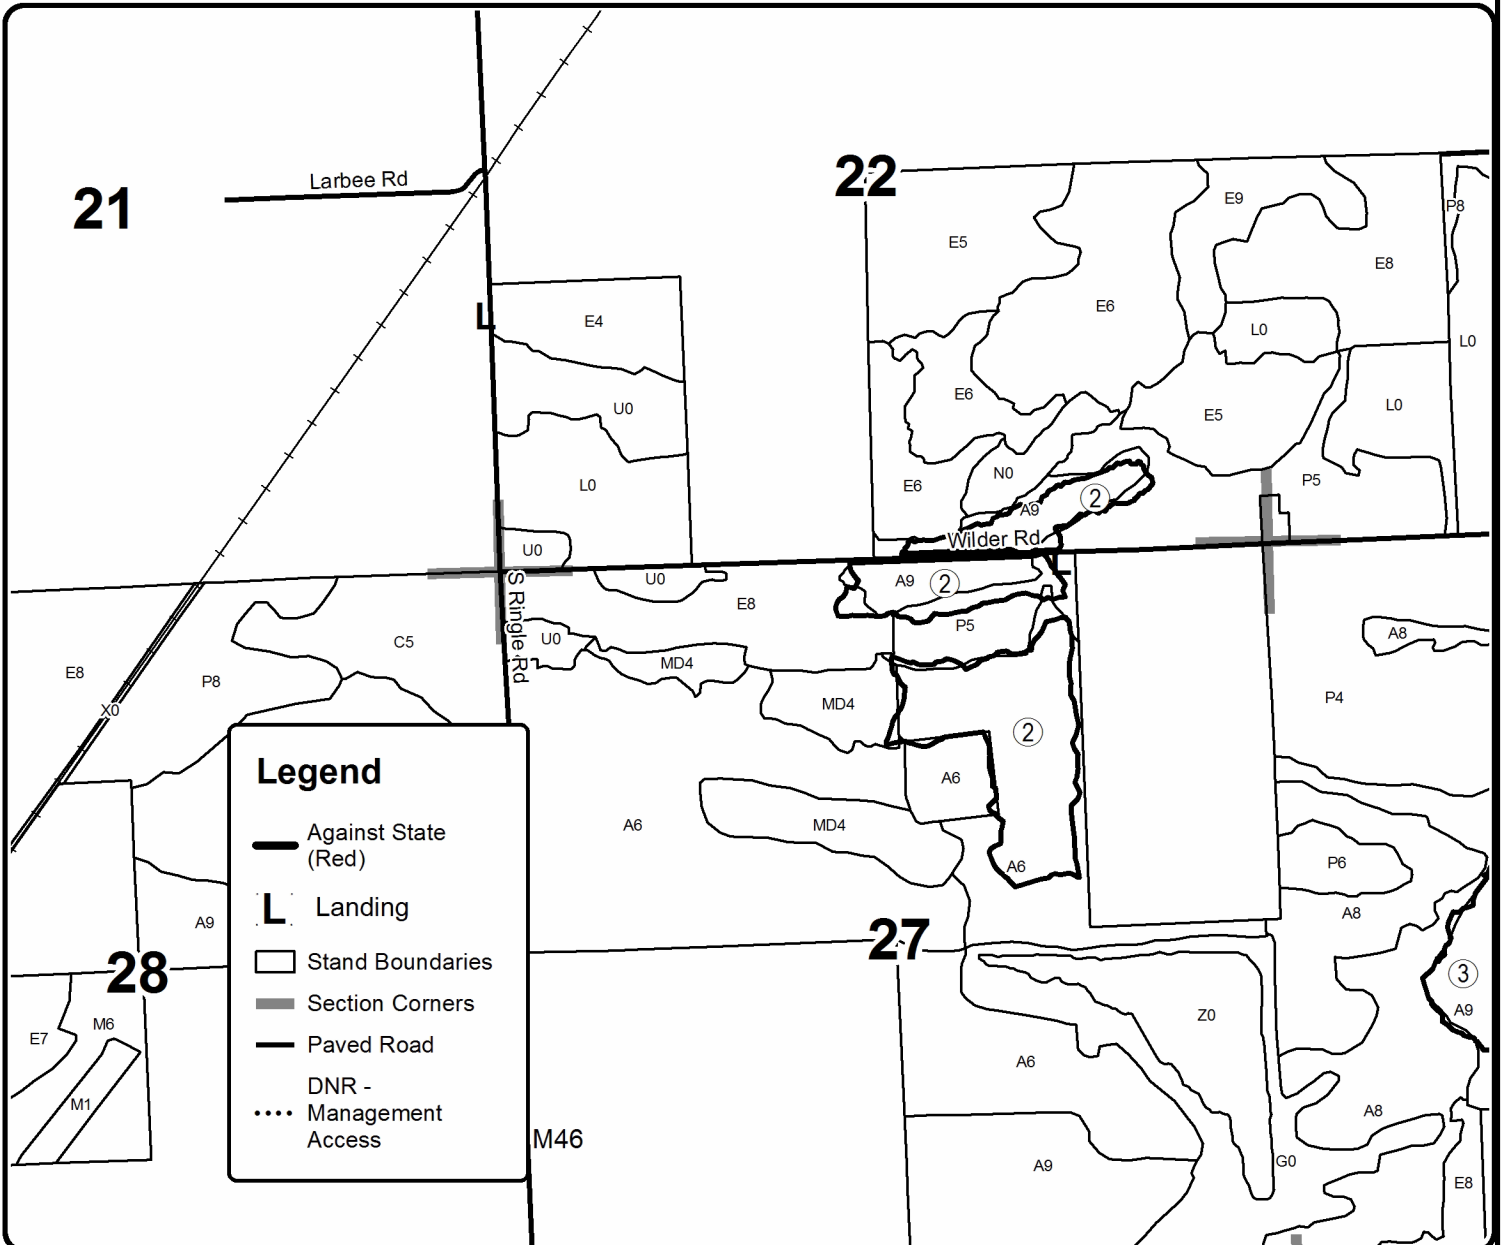 22
Larbee Rd
21
E9
P8
E5
E8
E6
L
E4
L0
L0
E6
U0
E5
L0
N0
P5
L0
E6
2
A9
Wilder Rd
U0
L
U0
A9
2
E8
S Ringle Rd
P5
A8
U0
C5
MD4
E8
P8
P4
MD4
X0
2
A6
A6
MD4
P6
A6
A8
A9
27
28
3
A9
Z0
M6
E7
A6
M1
A8
M46
G0
A9
E8
Legend
Against State
(Red)
L Landing
Stand Boundaries
Section Corners
Paved Road
DNR -
Management
Access